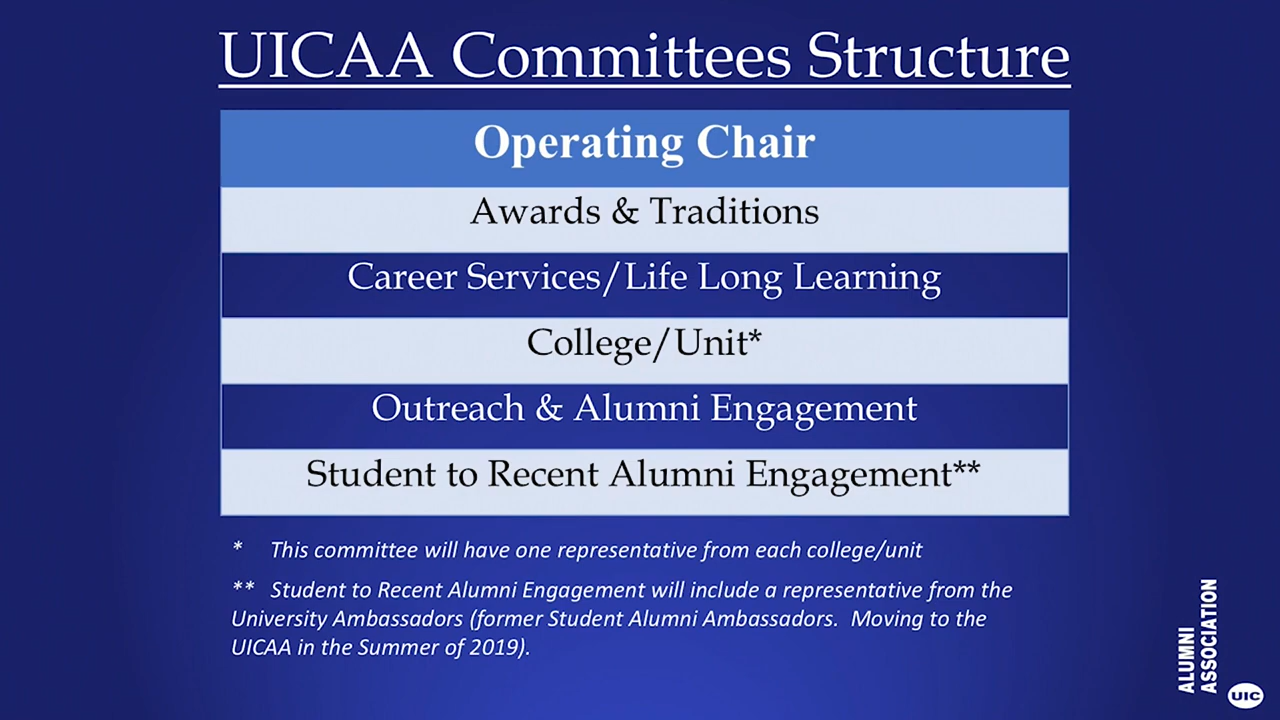 UICAA Committees Structure
Operating Chair
Awards & Traditions
Career Services/Life Long Learning
College/Unit*
Outreach & Alumni Engagement
Student to Recent Alumni Engagement**
* This committee will have one representative from each college/unit
** Student to Recent Alumni Engagement will include a representative from the
University Ambassadors (former Student Alumni Ambassadors. Moving to the
UICAA in the Summer of 2019).
ALUMNI
ASSOCIATION
UIC